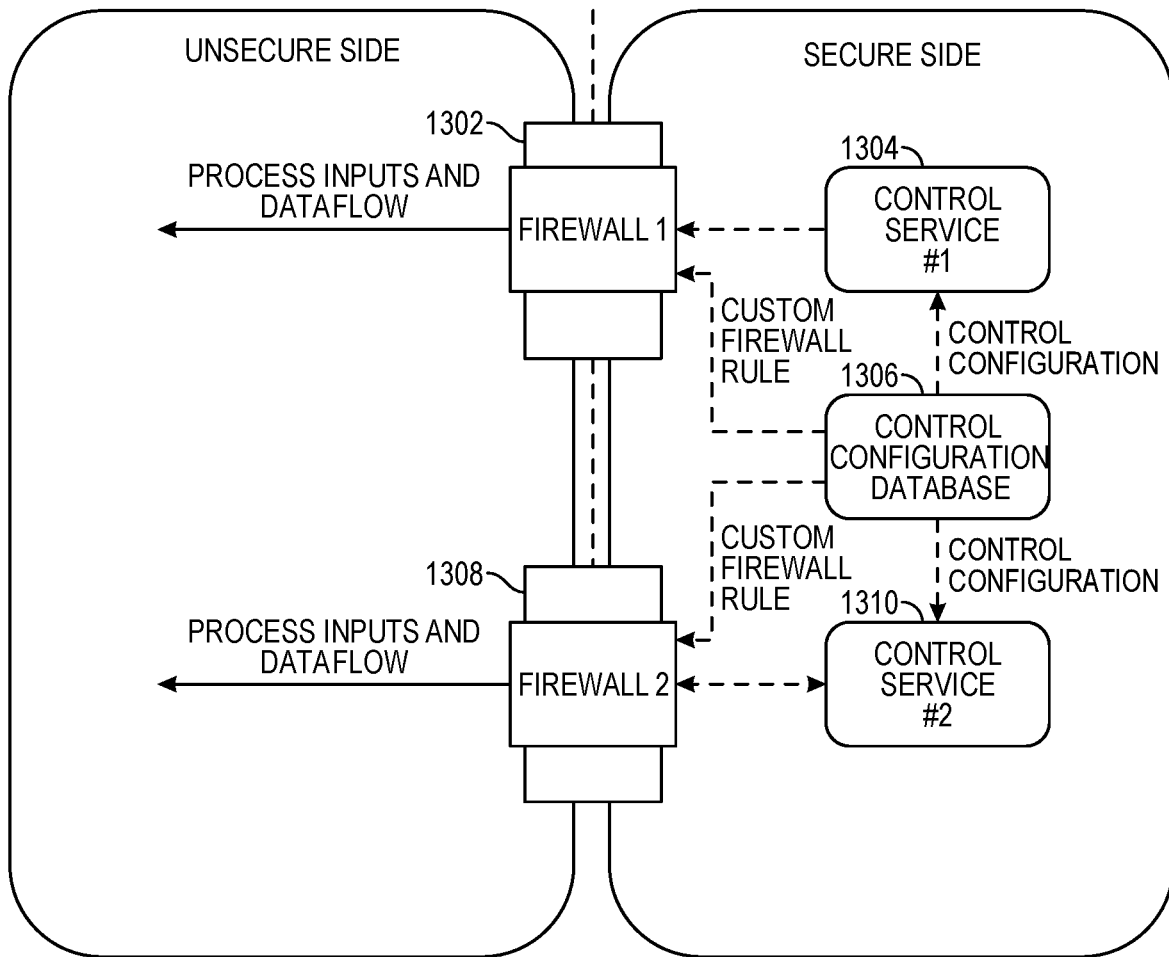 UNSECURE SIDE
SECURE SIDE
1302
1304
PROCESS INPUTS AND
DATAFLOW
FIREWALL 1
CONTROL
SERVICE
#1
CUSTOM
FIREWALL
RULE
CONTROL
CONFIGURATION
1306
CONTROL
CONFIGURATION
DATABASE
CUSTOM
FIREWALL
RULE
CONTROL
CONFIGURATION
1308
1310
PROCESS INPUTS AND
DATAFLOW
FIREWALL 2
CONTROL
SERVICE
#2